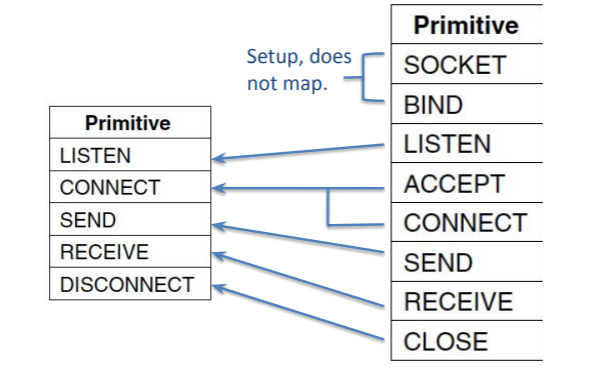 Setup, does
not map.
Primitive
LISTEN
CONNECT
SEND
RECEIVE
DISCONNECT
Primitive
SOCKET
BIND
LISTEN
ACCEPT
CONNECT
SEND
RECEIVE
CLOSE